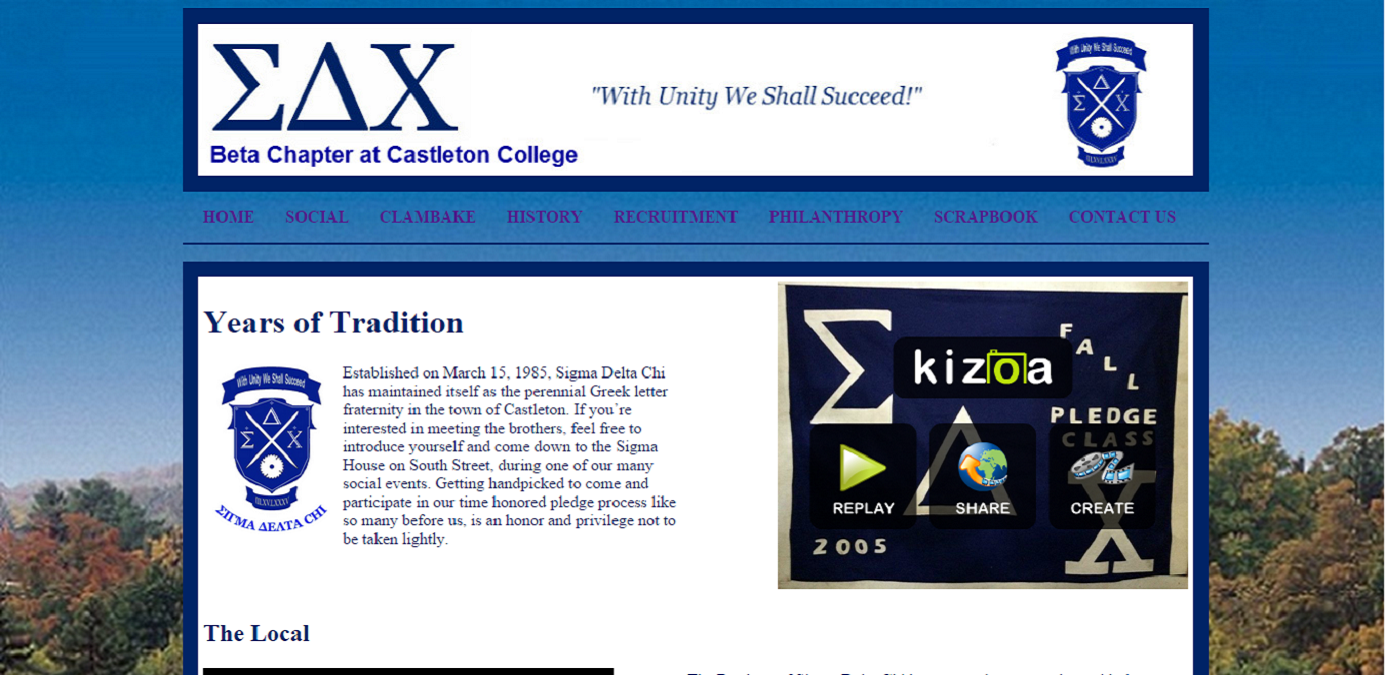 ΣΔΧ
"With Unity We Shall Succeed!"
With Unity We Shall Succeed
Σ Δ Χ
Beta Chapter at Castleton College
HOME SOCIAL CLAMBAKE HISTORY RECRUITMENT PHILANTHROPY SCRAPBOOK CONTACT US
Years of Tradition
With Unity We Shall Succeed
Σ Δ Χ
ΣIΓMA ΔEΛTA CHI
Established on March 15, 1985, Sigma Delta Chi
has maintained itself as the perennial Greek letter
fraternity in the town of Castleton. If you’re
interested in meeting the brothers, feel free to
introduce yourself and come down to the Sigma
House on South Street, during one of our many
social events. Getting handpicked to come and
participate in our time honored pledge process like
so many before us, is an honor and privilege not to
be taken lightly.
Σ
Δ
Χ
FALL
PLEDGE
CLASS
2005
kizoa
REPLAY SHARE CREATE
The Local